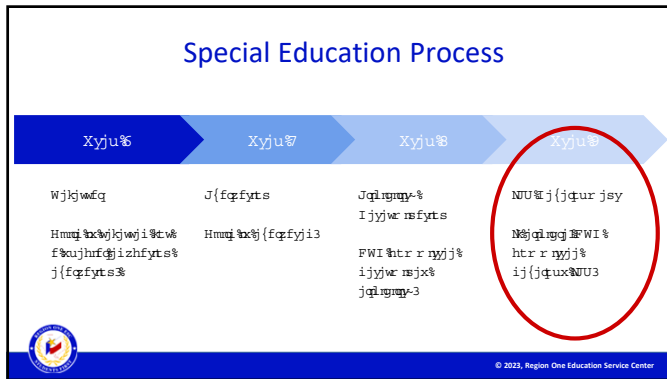 Special Education Process
Xyju%6
Xyju%7
Xyju%8
Xyju%9
Wjkjwwfq
Hmnqi%nx%wjkjwwji%ktw%
f%xujhnfq%jizhfynts%
j{fqzfynts3%
J{fqzfynts
Hmnqi%nx%j{fqzfyji3
Jqnlngnqny~%
Ijyjwrnsfynts
FWI%htrrnyyjj%
ijyjwrnsjx%
jqnlngnqny~3
NJU%Ij{jqturjsy
Nk%jqnlngqj1%FWI%
htrrnyyjj%
ij{jqtux%NJU3
© 2023, Region One Education Service Center